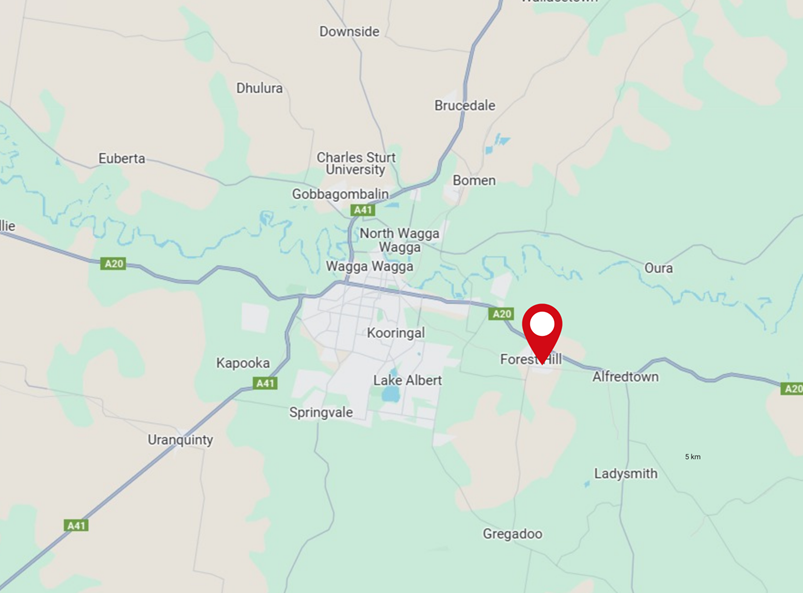 Downside
Dhulura
Brucedale
Euberta
Charles Sturt
University
Bomen
Gobbagombalin
A41
llie
North Wagga
Wagga
A20
Wagga Wagga
Oura
A20
Kooringal
Forest Hill
Kapooka
Alfredtown
A41
Lake Albert
A20
Springvale
Uranquinty
5 km
Ladysmith
A41
Gregadoo